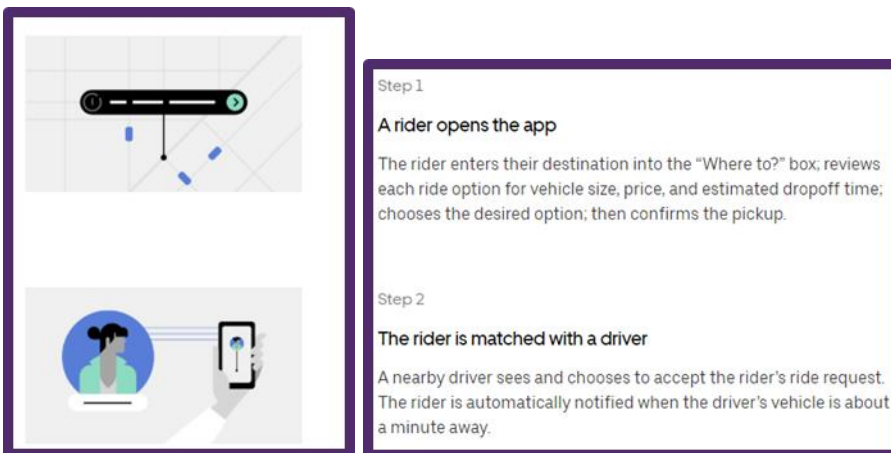 Step 1
A rider opens the app
The rider enters their destination into the “Where to?” box; reviews
each ride option for vehicle size, price, and estimated dropoff time;
chooses the desired option; then confirms the pickup.
Step 2
The rider is matched with a driver
A nearby driver sees and chooses to accept the rider’s ride request.
The rider is automatically notified when the driver’s vehicle is about
a minute away.